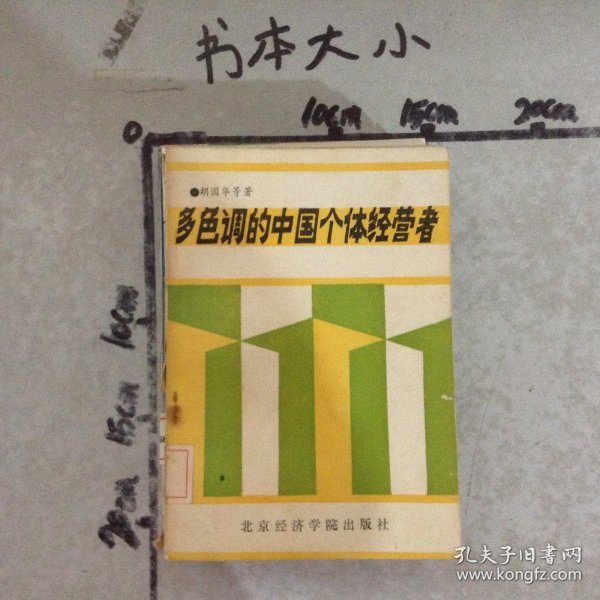 书本大小
10cm 15cm 20cm
0
●胡国华等著
多色调的中国个体经营者
10cm
15cm
20cm
北京经济学院出版社
孔夫子旧书网
www.kongfz.com